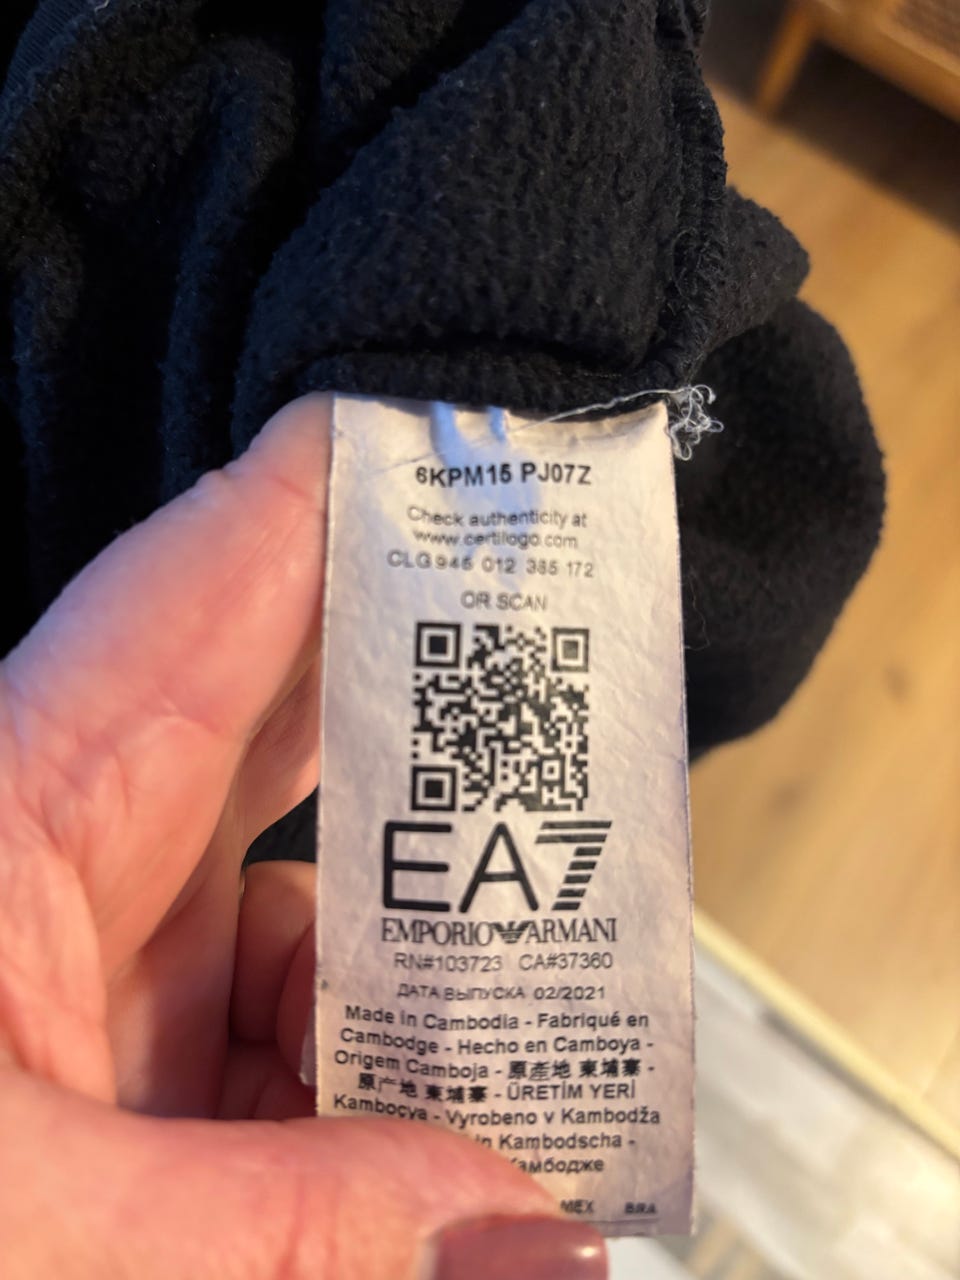 6KPM15 PJ07Z
Check authenticity at
www.certilogo.com
CLG 946 012 385 172
OR SCAN
EA7
EMPORIO ARMANI
RN#103723 CA#37360
ДАТА ВЫПУСКА 02/2021
Made in Cambodia - Fabriqué en
Cambodge - Hecho en Camboya -
Origem Camboja - 原產地 柬埔寨 -
原产地 柬埔寨 - ÜRETİM YERİ
Kamboçya - Vyrobeno v Kambodža
in Kambodscha -
Камбодже
MEX BRA